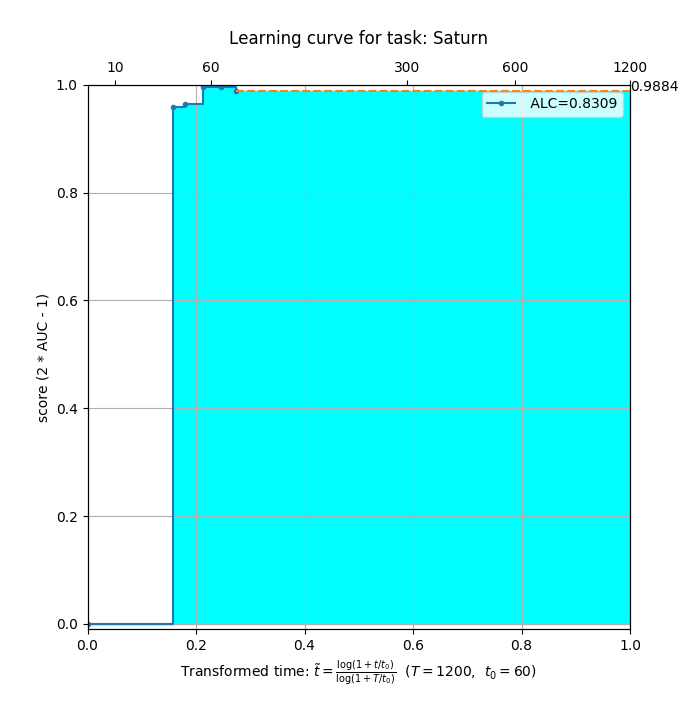 Learning curve for task: Saturn
10 60 300 600 1200
1.0 0.9884
ALC=0.8309
0.8
0.6
0.4
0.2
0.0
score (2 * AUC - 1)
0.0 0.2 0.4 0.6 0.8 1.0
Transformed time: t̃ = log(1 + t/t₀) / log(1 + T/t₀) (T = 1200, t₀ = 60)